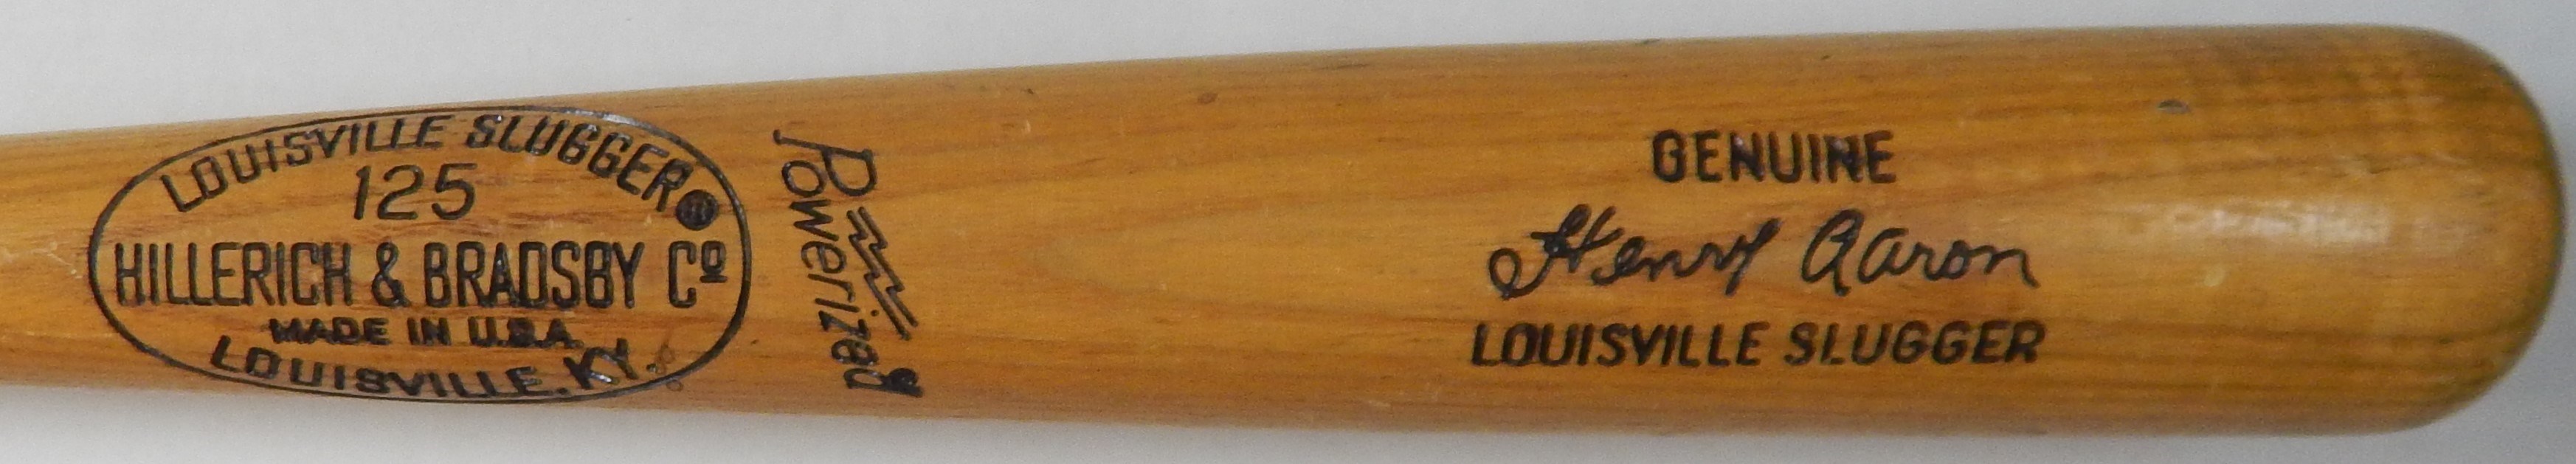 LOUISVILLE SLUGGER®
125
HILLERICH & BRADSBY Cº
MADE IN U.S.A.
LOUISVILLE, KY.
Powerized
GENUINE
Henry Aaron
LOUISVILLE SLUGGER